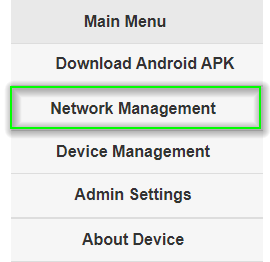 Main Menu
Download Android APK
Network Management
Device Management
Admin Settings
About Device